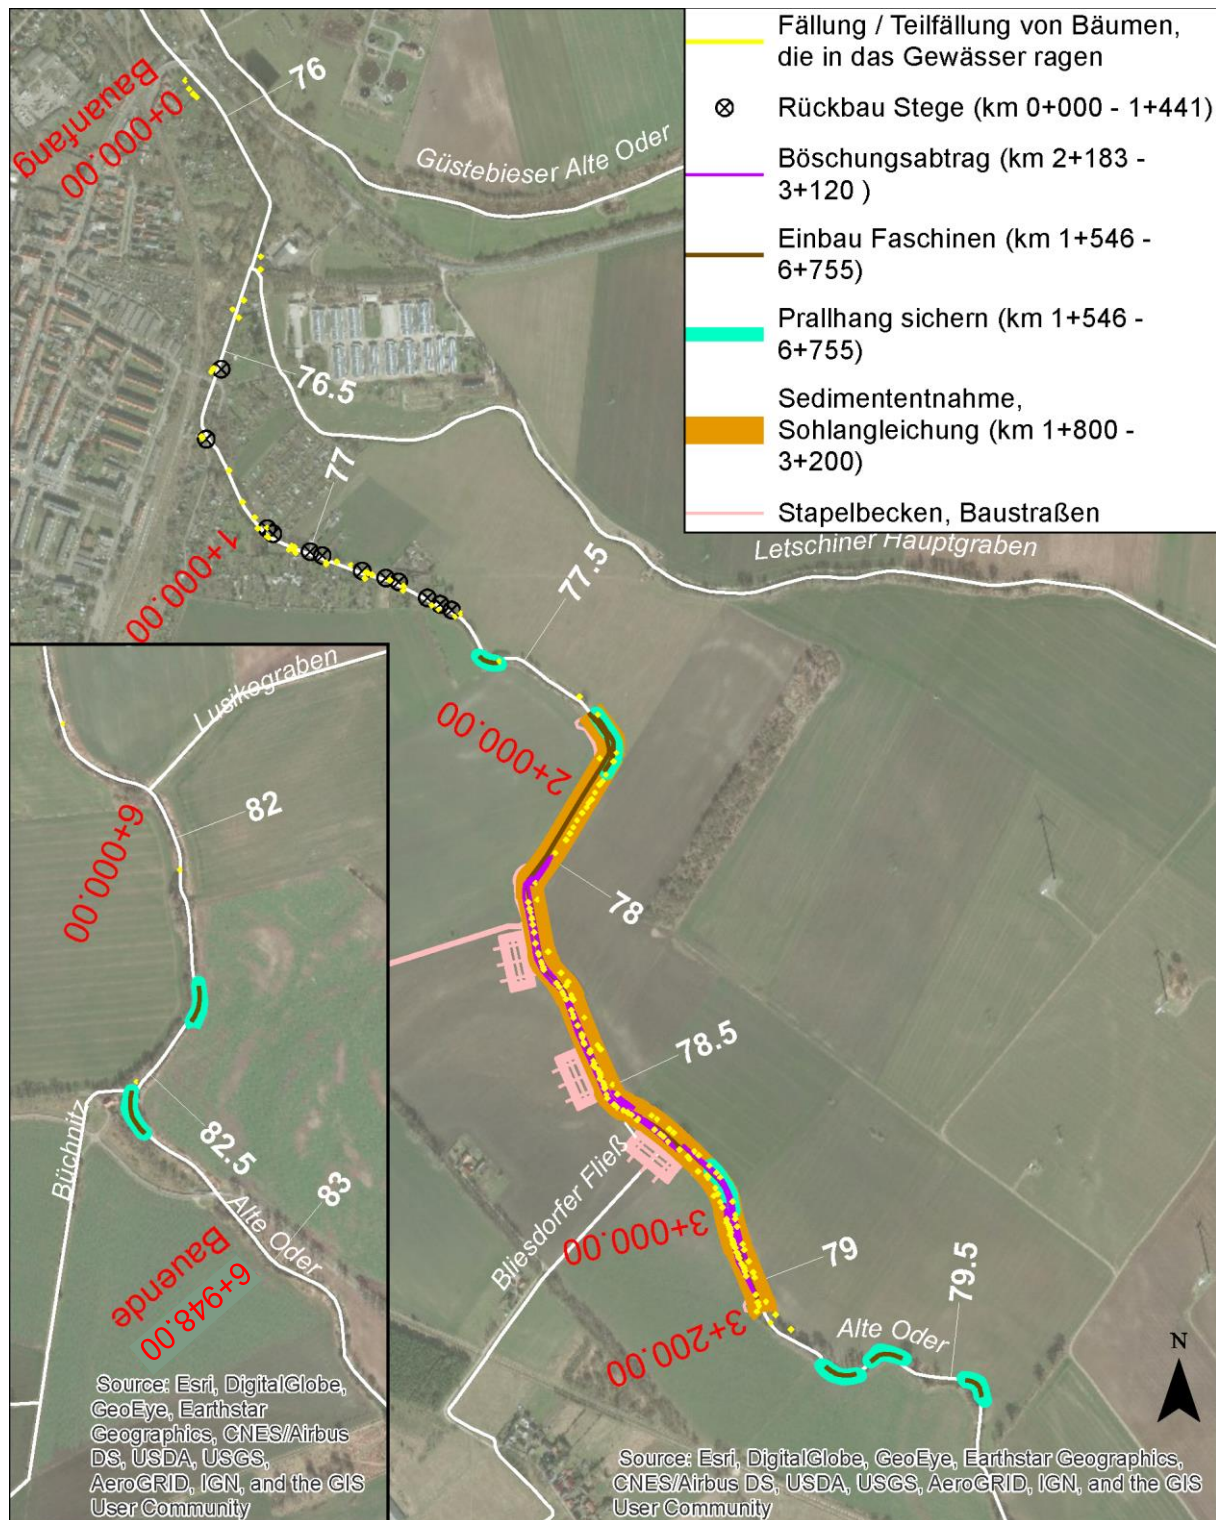 Fällung / Teilfällung von Bäumen,
die in das Gewässer ragen
Rückbau Stege (km 0+000 - 1+441)
Böschungsabtrag (km 2+183 -
3+120 )
Einbau Faschinen (km 1+546 -
6+755)
Prallhang sichern (km 1+546 -
6+755)
Sedimententnahme,
Sohlangleichung (km 1+800 -
3+200)
Stapelbecken, Baustraßen
Bauanfang
0+000.00
76
Güstebieser Alte Oder
76.5
77
1+000.00
77.5
Letschiner Hauptgraben
2+000.00
78
78.5
Bliesdorfer Fließ
3+000.00
79
3+200.00
Alte Oder
79.5
N
Lusikegraben
82
6+000.00
Büchnitz
82.5
83
Alte Oder
Bauende
6+948.00
Source: Esri, DigitalGlobe,
GeoEye, Earthstar
Geographics, CNES/Airbus
DS, USDA, USGS,
AeroGRID, IGN, and the GIS
User Community
Source: Esri, DigitalGlobe, GeoEye, Earthstar Geographics,
CNES/Airbus DS, USDA, USGS, AeroGRID, IGN, and the GIS
User Community